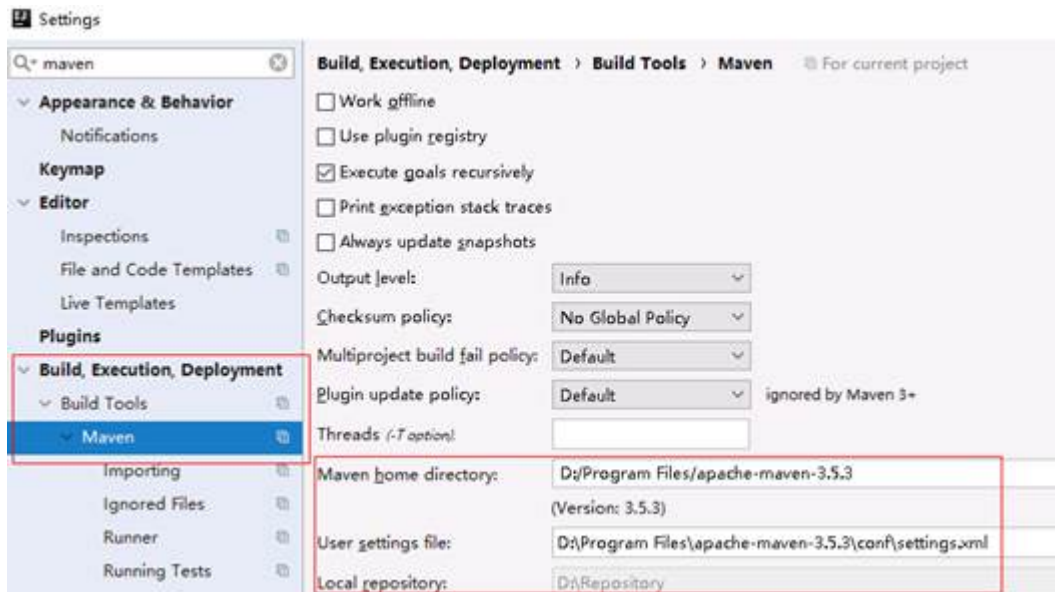 Settings
maven
Appearance & Behavior
Notifications
Keymap
Editor
Inspections
File and Code Templates
Live Templates
Plugins
Build, Execution, Deployment
Build Tools
Maven
Importing
Ignored Files
Runner
Running Tests
Build, Execution, Deployment › Build Tools › Maven For current project
Work offline
Use plugin registry
Execute goals recursively
Print exception stack traces
Always update snapshots
Output level: Info
Checksum policy: No Global Policy
Multiproject build fail policy: Default
Plugin update policy: Default ignored by Maven 3+
Threads (-T option):
Maven home directory: D:/Program Files/apache-maven-3.5.3
(Version: 3.5.3)
User settings file: D:\Program Files\apache-maven-3.5.3\conf\settings.xml
Local repository: D:\Repository